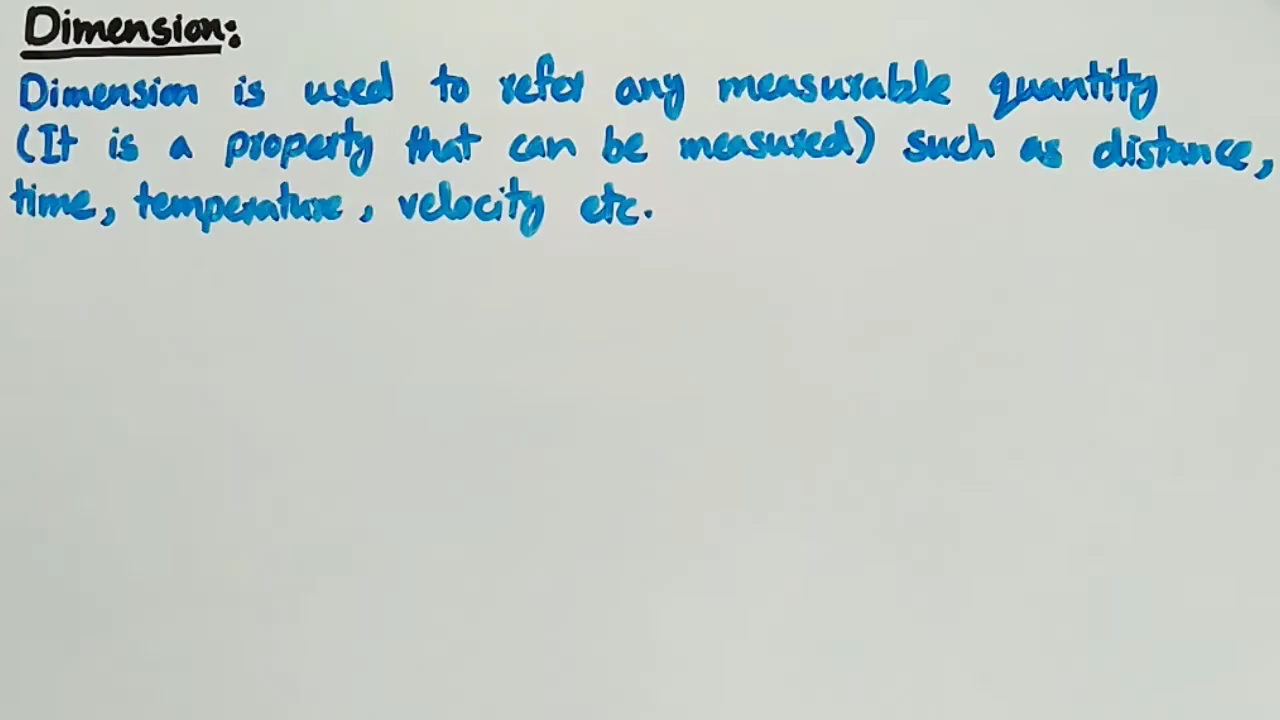 Dimension:
Dimension is used to refer any measurable quantity
(It is a property that can be measured) such as distance,
time, temperature, velocity etc.